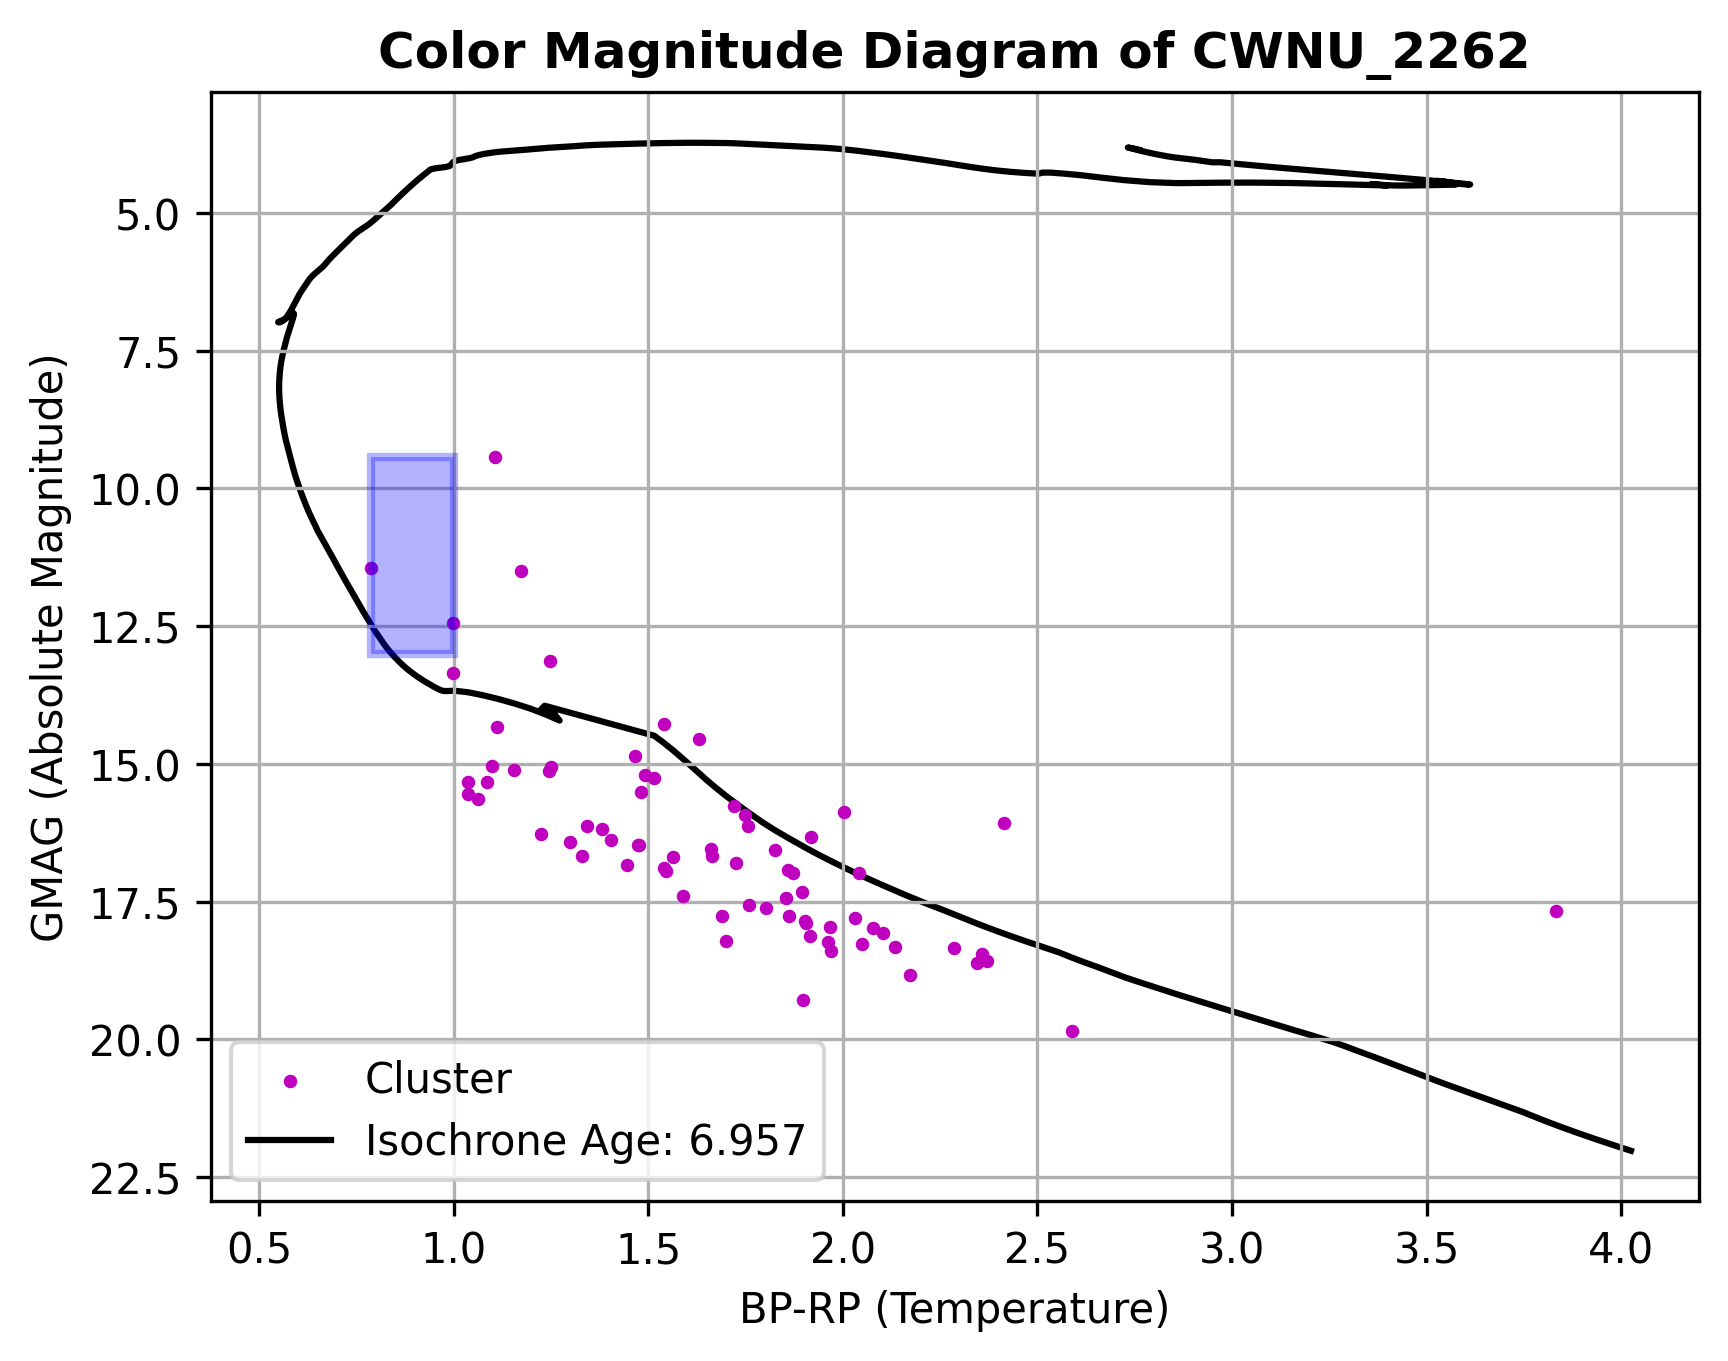 Color Magnitude Diagram of CWNU_2262
GMAG (Absolute Magnitude)
5.0
7.5
10.0
12.5
15.0
17.5
20.0
22.5
Cluster
Isochrone Age: 6.957
0.5 1.0 1.5 2.0 2.5 3.0 3.5 4.0
BP-RP (Temperature)